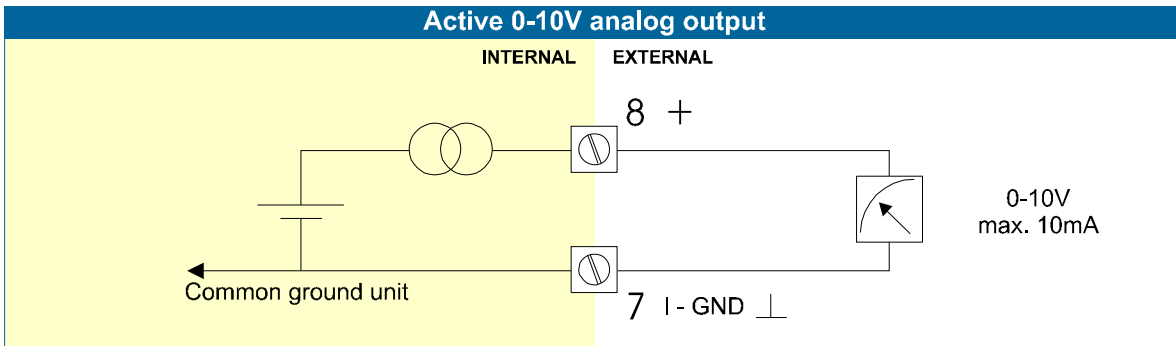 Active 0-10V analog output
INTERNAL EXTERNAL
8 +
0-10V
max. 10mA
Common ground unit
7 I - GND ⊥